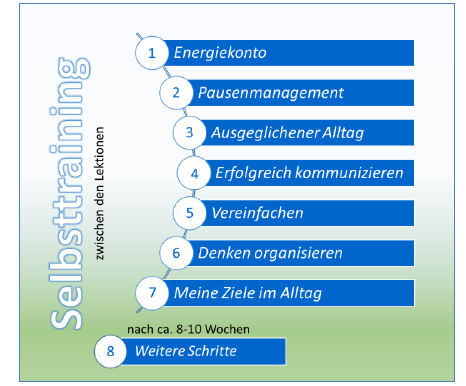 Selbsttraining
zwischen den Lektionen
1 Energiekonto
2 Pausenmanagement
3 Ausgeglichener Alltag
4 Erfolgreich kommunizieren
5 Vereinfachen
6 Denken organisieren
7 Meine Ziele im Alltag
nach ca. 8-10 Wochen
8 Weitere Schritte